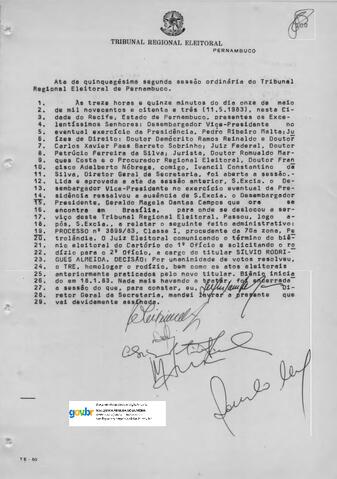 TRIBUNAL REGIONAL ELEITORAL
PERNAMBUCO
Ata de quinquagésima segunda sessão ordinária do Tribunal
Regional Eleitoral de Pernambuco.
1. Às treze horas e quinze minutos do dia onze de maio
2. de mil novecentos e oitenta e três (11.5.1983), nesta Ci
3. dade do Recife, Estado de Pernambuco, presentes os Exce
4. lentíssimos Senhores: Desembargador Vice-Presidente no
5. eventual exercício da Presidência, Pedro Ribeiro Malta;Ju
6. ízes de Direito: Doutor Demócrito Ramos Reinaldo e Doutor
7. Carlos Xavier Paes Barreto Sobrinho; Juiz Federal, Doutor
8. Petrúcio Ferreira da Silva, Jurista, Doutor Romualdo Mar
9. ques Costa e o Procurador Regional Eleitoral, Doutor Fran
10. cisco Adalberto Nóbrega, comigo, Ivancil Constantino da
11. Silva, Diretor Geral da Secretaria, foi aberta a sessão.-
12. Lida e aprovada a ata da sessão anterior, S.Excia. o De-
13. sembargador Vice-Presidente no exercício eventual da Pre-
14. sidência ressalvou a ausência de S.Excia. o Desembargador
15. Presidente, Geraldo Magela Dantas Campos que ora se
16. encontra em Brasília, para onde se deslocou a ser
17. viço deste Tribunal Regional Eleitoral. Passou, logo a-
18. pós, S.Excia., a relatar o seguinte feito administrativo:
19. PROCESSO nº 3899/83, Classe I, procedente da 70a. zona, Pe
20. trolândia. O Juiz Eleitoral comunicando o término do biê-
21. nio eleitoral do Cartório do 1º Ofício e solicitando o ro
22. dízio para o 2º Ofício, a cargo do titular SILVIO RODRI-
23. GUES ALMEIDA. DECISÃO: Por unanimidade de votos resolveu,
24. o TRE, homologar o rodízio, bem como os atos eleitorais
25. anteriormente praticados pelo novo titular. Biênio inicia
26. do em 18.1.83. Nada mais havendo a tratar, foi encerrada
27. a sessão do que, para constar, eu, Di-
28. retor Geral da Secretaria, mandei lavrar a presente que
29. vai devidamente assinada.
gov.br
TRE - 60